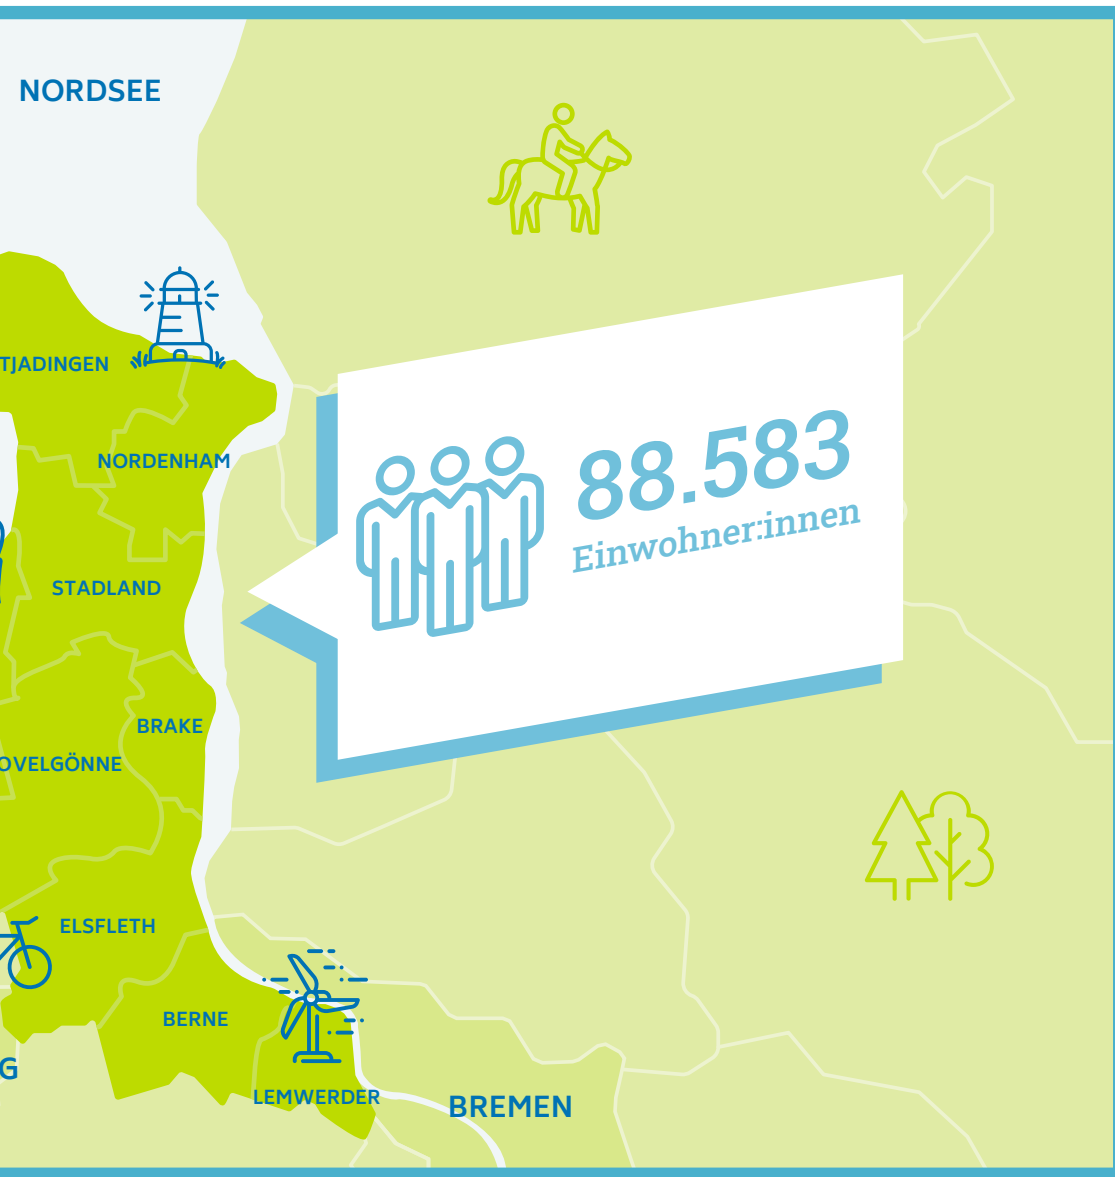 NORDSEE
TJADINGEN
NORDENHAM
88.583
Einwohner:innen
STADLAND
BRAKE
OVELGÖNNE
ELSFLETH
BERNE
G
LEMWERDER
BREMEN